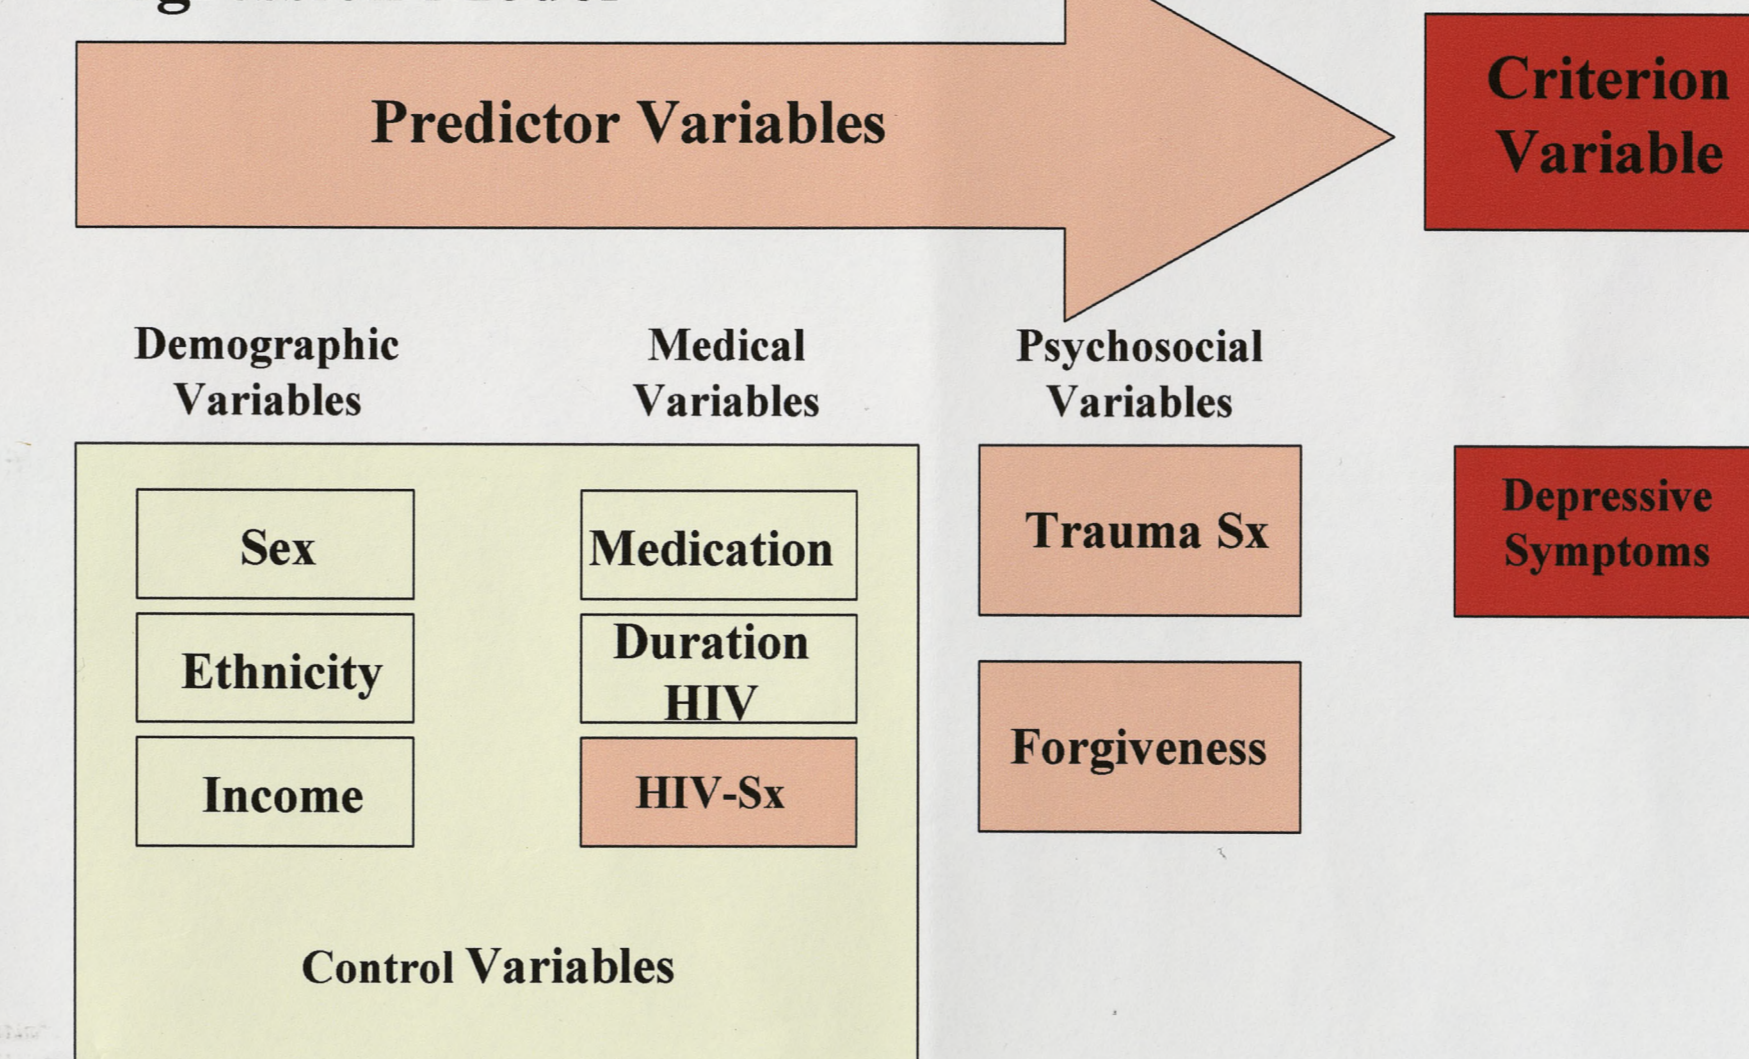 Predictor Variables
Criterion
Variable
Demographic
Variables
Medical
Variables
Psychosocial
Variables
Sex
Medication
Trauma Sx
Depressive
Symptoms
Ethnicity
Duration
HIV
Forgiveness
Income
HIV-Sx
Control Variables